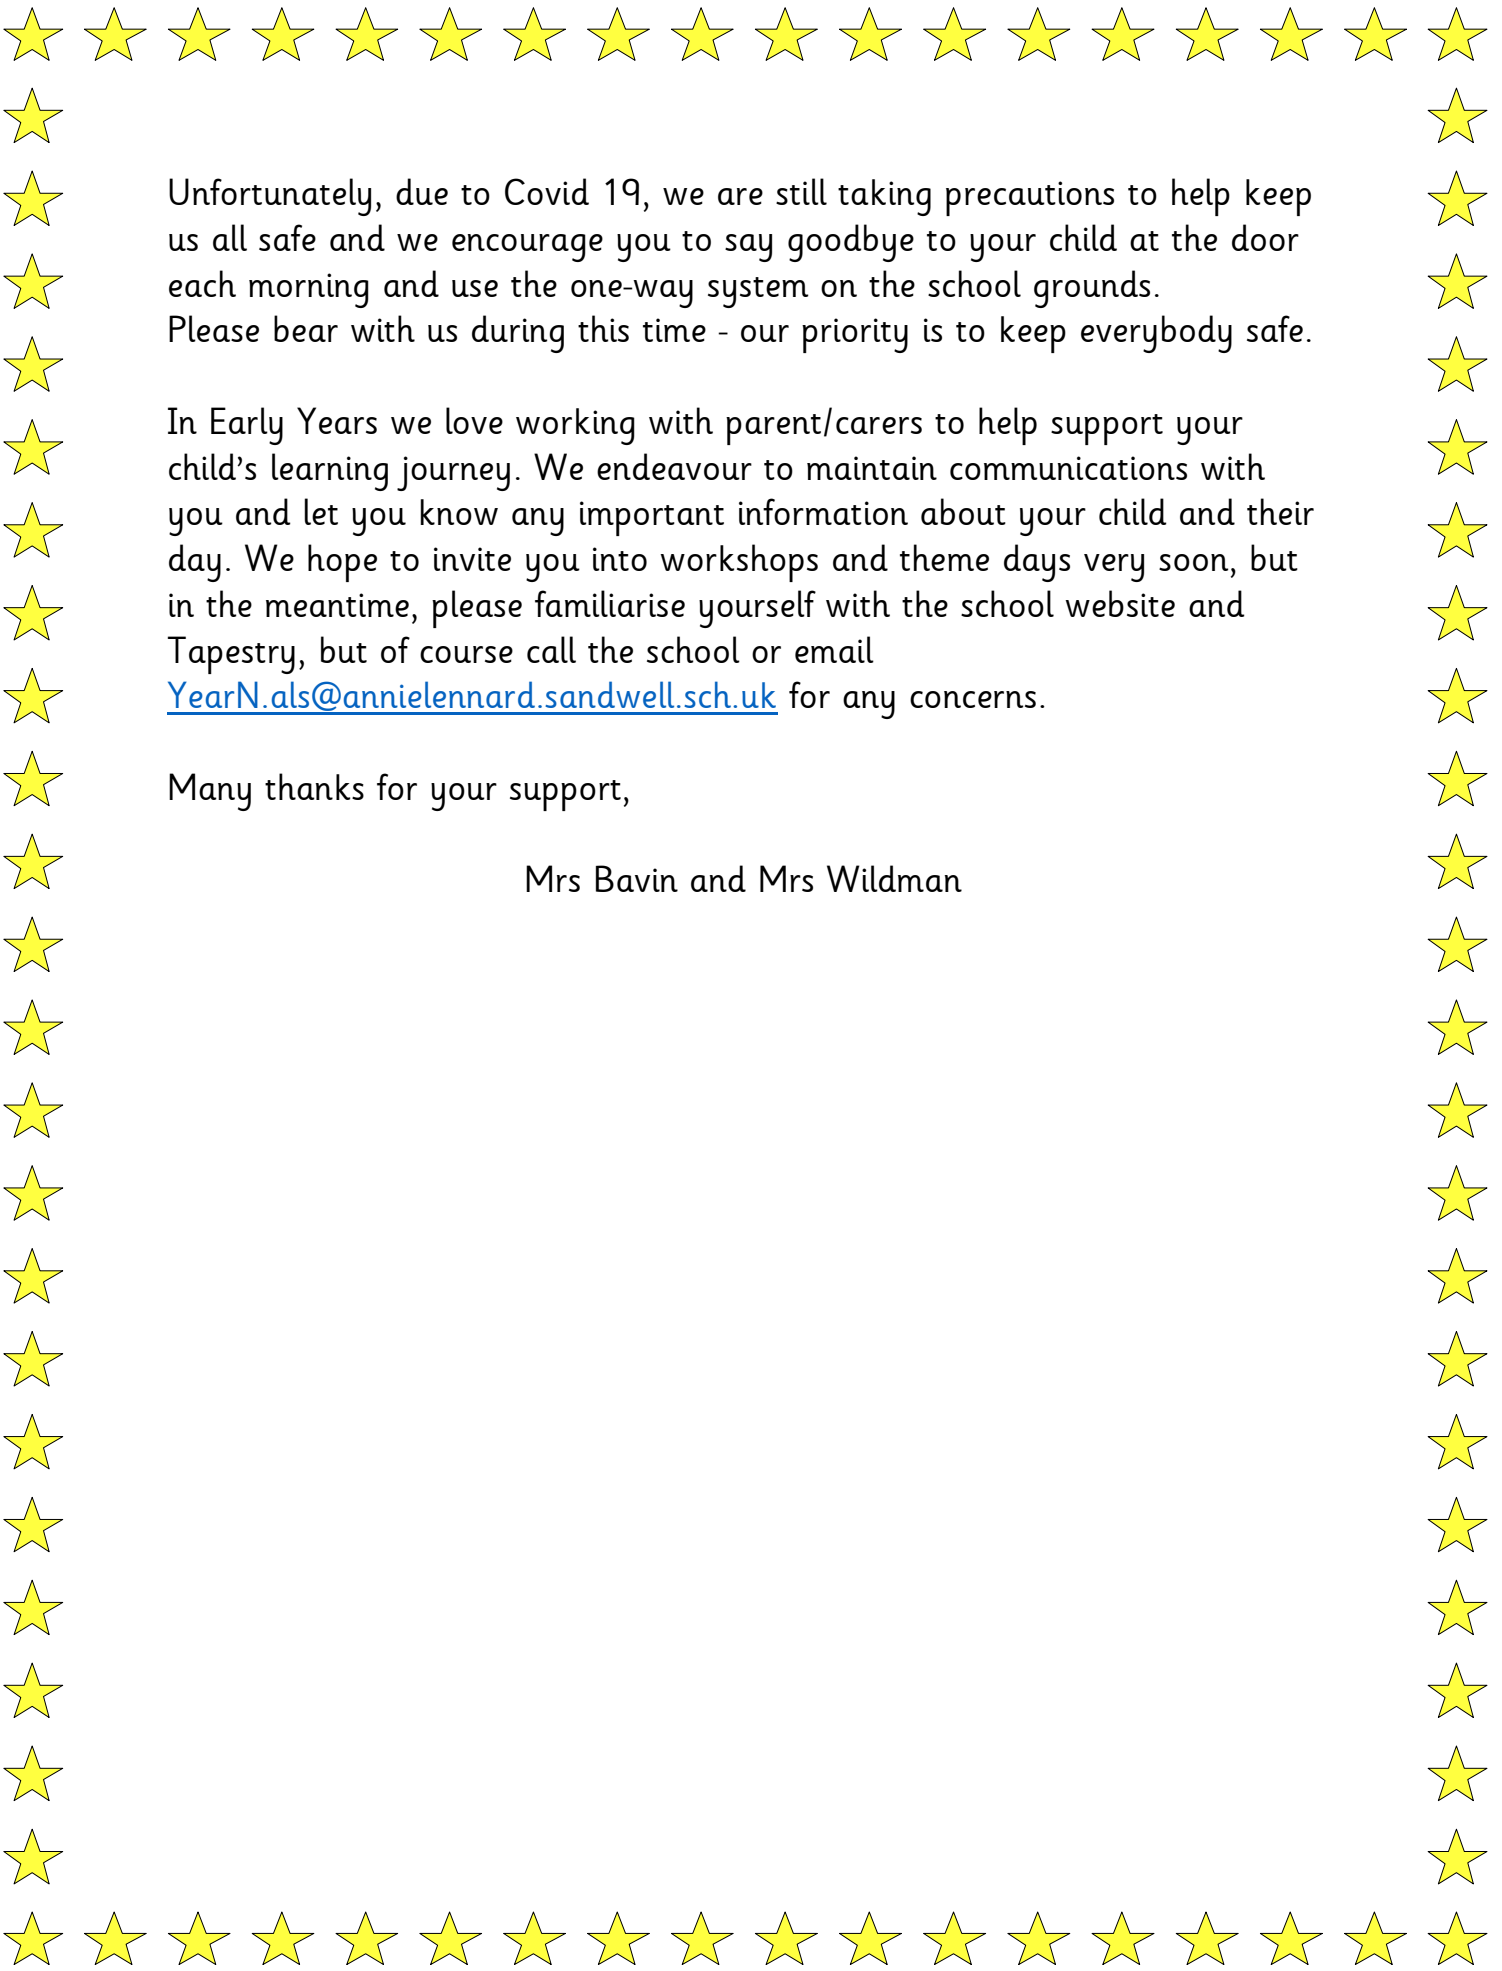 Unfortunately, due to Covid 19, we are still taking precautions to help keep
us all safe and we encourage you to say goodbye to your child at the door
each morning and use the one-way system on the school grounds.
Please bear with us during this time - our priority is to keep everybody safe.
In Early Years we love working with parent/carers to help support your
child’s learning journey. We endeavour to maintain communications with
you and let you know any important information about your child and their
day. We hope to invite you into workshops and theme days very soon, but
in the meantime, please familiarise yourself with the school website and
Tapestry, but of course call the school or email
YearN.als@annielennard.sandwell.sch.uk for any concerns.
Many thanks for your support,
Mrs Bavin and Mrs Wildman